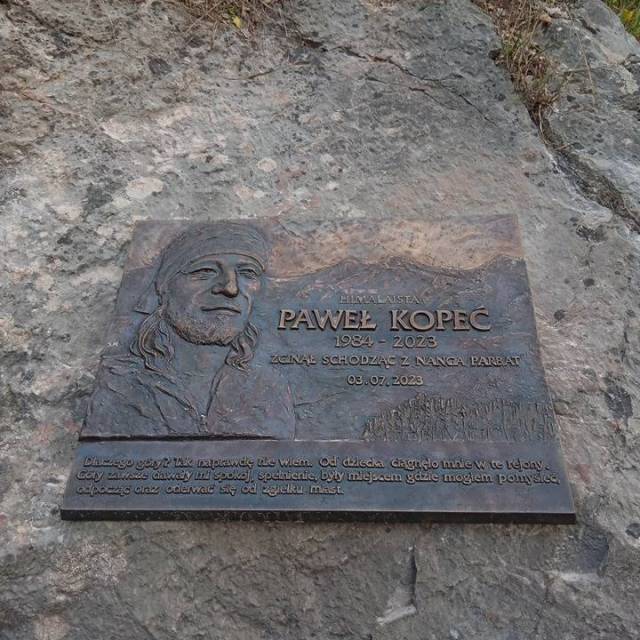 HIMALAISTA
PAWEŁ KOPEĆ
1984 - 2023
ZGINĄŁ SCHODZĄC Z NANGA PARBAT
03.07.2023
Dlaczego góry? Tak naprawdę nie wiem. Od dziecka ciągnęło mnie w te rejony.
Góry zawsze dawały mi spokój, spełnienie, były miejscem gdzie mogłem pomyśleć,
odpocząć oraz oderwać się od zgiełku miast.